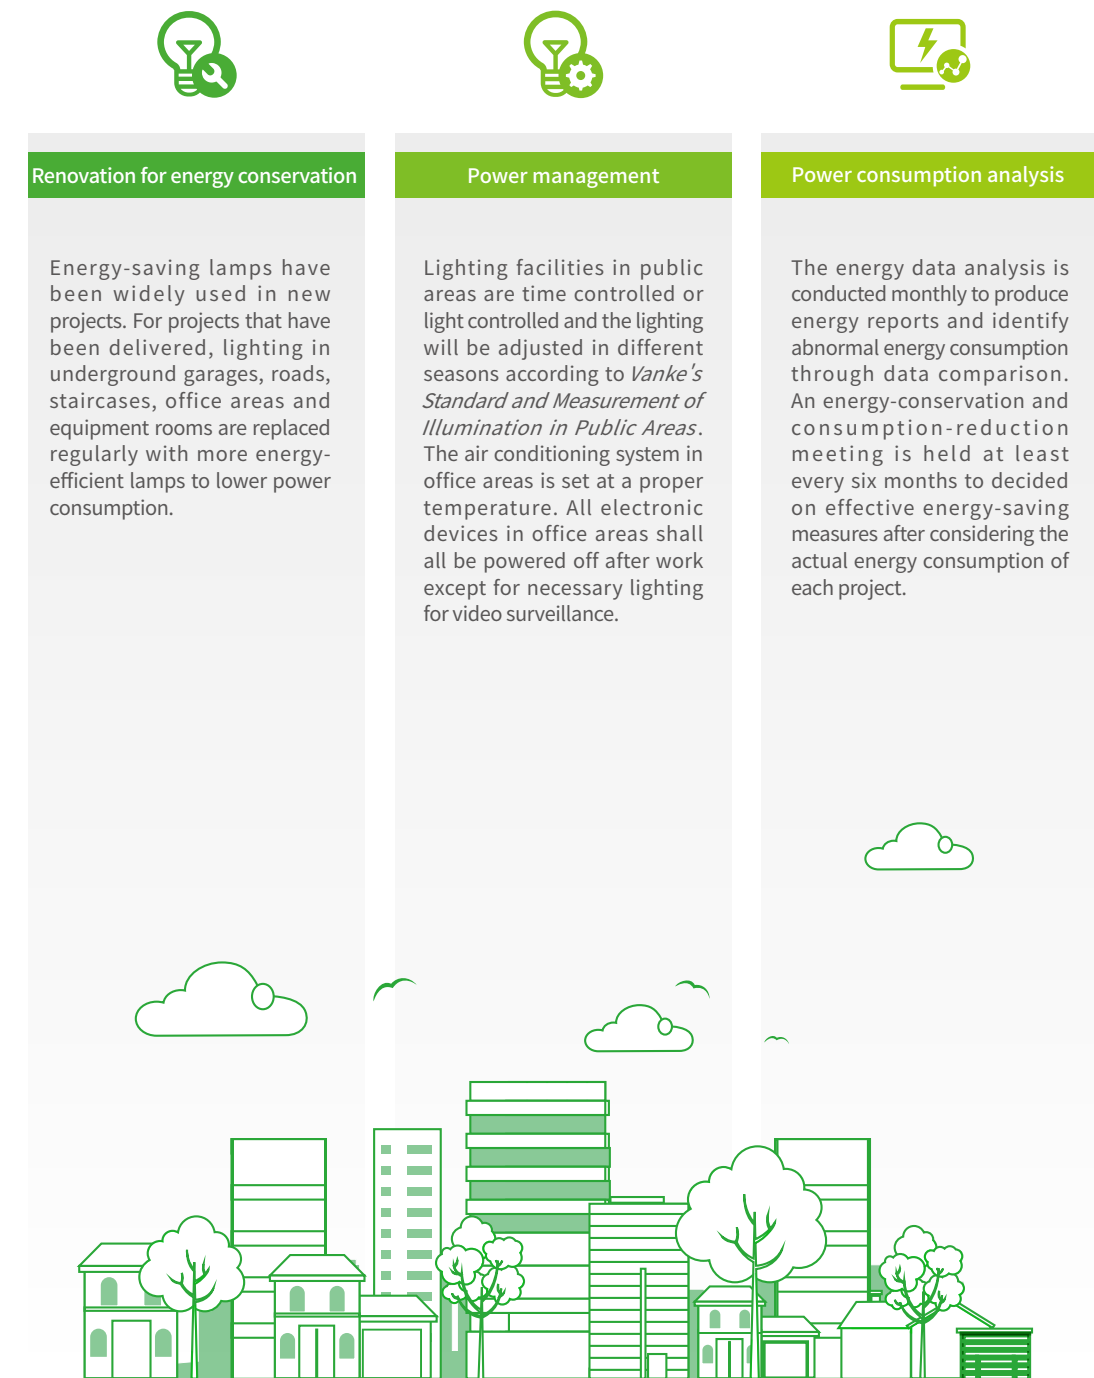 Renovation for energy conservation
Energy-saving lamps have
been widely used in new
projects. For projects that have
been delivered, lighting in
underground garages, roads,
staircases, office areas and
equipment rooms are replaced
regularly with more energy-
efficient lamps to lower power
consumption.
Power management
Lighting facilities in public
areas are time controlled or
light controlled and the lighting
will be adjusted in different
seasons according to Vanke's
Standard and Measurement of
Illumination in Public Areas.
The air conditioning system in
office areas is set at a proper
temperature. All electronic
devices in office areas shall
all be powered off after work
except for necessary lighting
for video surveillance.
Power consumption analysis
The energy data analysis is
conducted monthly to produce
energy reports and identify
abnormal energy consumption
through data comparison.
An energy-conservation and
consumption-reduction
meeting is held at least
every six months to decided
on effective energy-saving
measures after considering the
actual energy consumption of
each project.